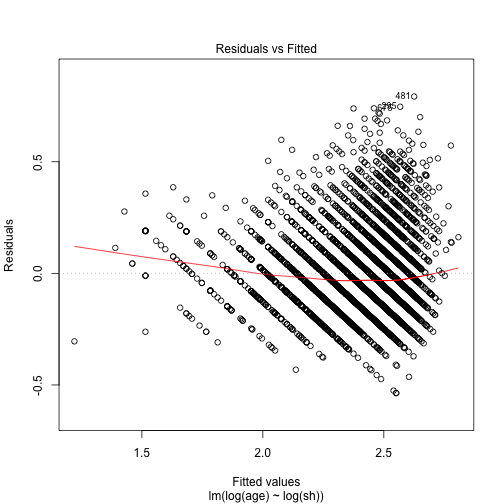 Residuals vs Fitted
Residuals
0.5
0.0
-0.5
481
1.5
2.0
2.5
Fitted values
lm(log(age) ~ log(sh))